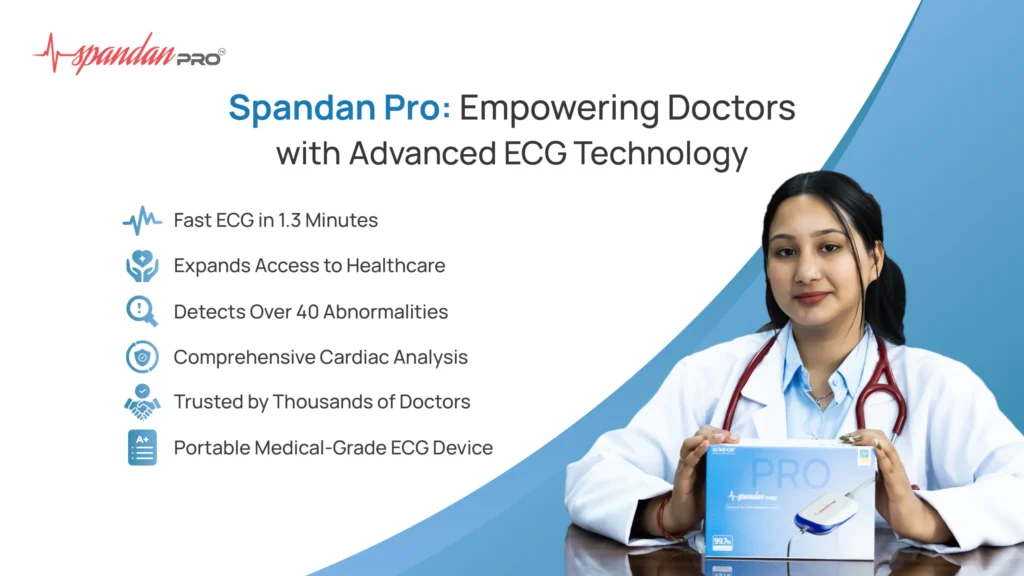 spandan PRO
Spandan Pro: Empowering Doctors
with Advanced ECG Technology
Fast ECG in 1.3 Minutes
Expands Access to Healthcare
Detects Over 40 Abnormalities
Comprehensive Cardiac Analysis
Trusted by Thousands of Doctors
A+
Portable Medical-Grade ECG Device
PRO
spandan
99.7%